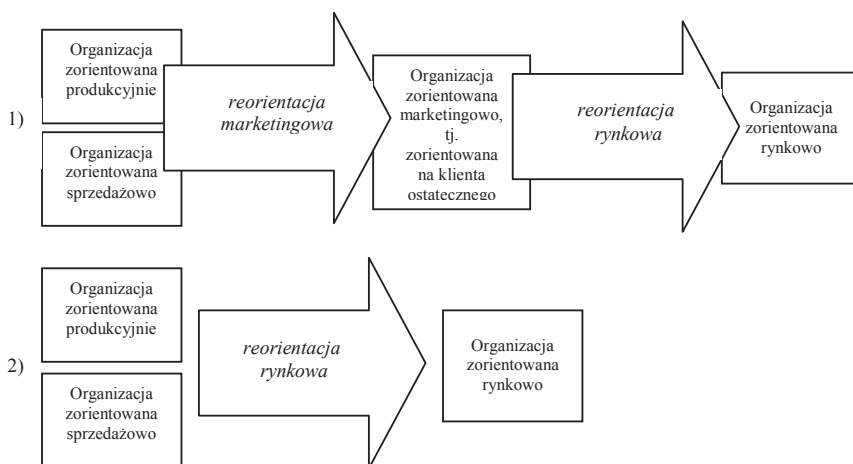 Organizacja
zorientowana
produkcyjnie
1)
Organizacja
zorientowana
sprzedażowo
reorientacja
marketingowa
Organizacja
zorientowana
marketingowo,
tj.
zorientowana
na klienta
ostatecznego
reorientacja
rynkowa
Organizacja
zorientowana
rynkowo
Organizacja
zorientowana
produkcyjnie
2)
Organizacja
zorientowana
sprzedażowo
reorientacja
rynkowa
Organizacja
zorientowana
rynkowo